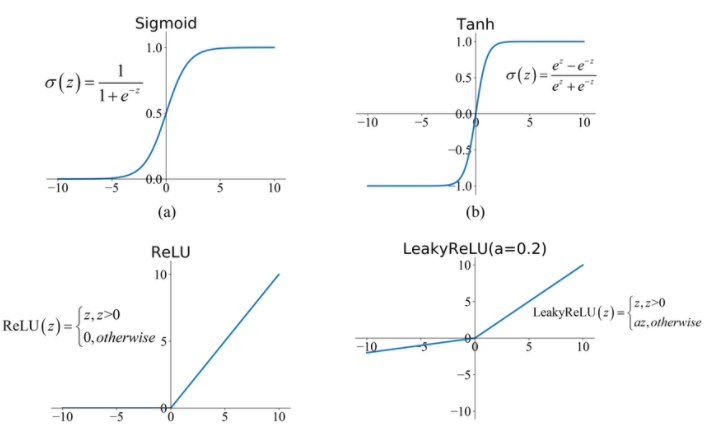 Sigmoid
σ(z) = 1 / (1 + e^{-z})
1.0
0.5
0.0
−10 −5 0 5 10
(a)
Tanh
σ(z) = (e^z − e^{-z}) / (e^z + e^{-z})
1.0
0.5
0.0
−10 −5 0 5 10
−0.5
−1.0
(b)
ReLU
ReLU(z) = { z, z>0
0, otherwise
10
5
0
−10 −5 0 5 10
LeakyReLU(a=0.2)
LeakyReLU(z) = { z, z>0
az, otherwise
10
5
0
−10 −5 0 5 10
−5
−10